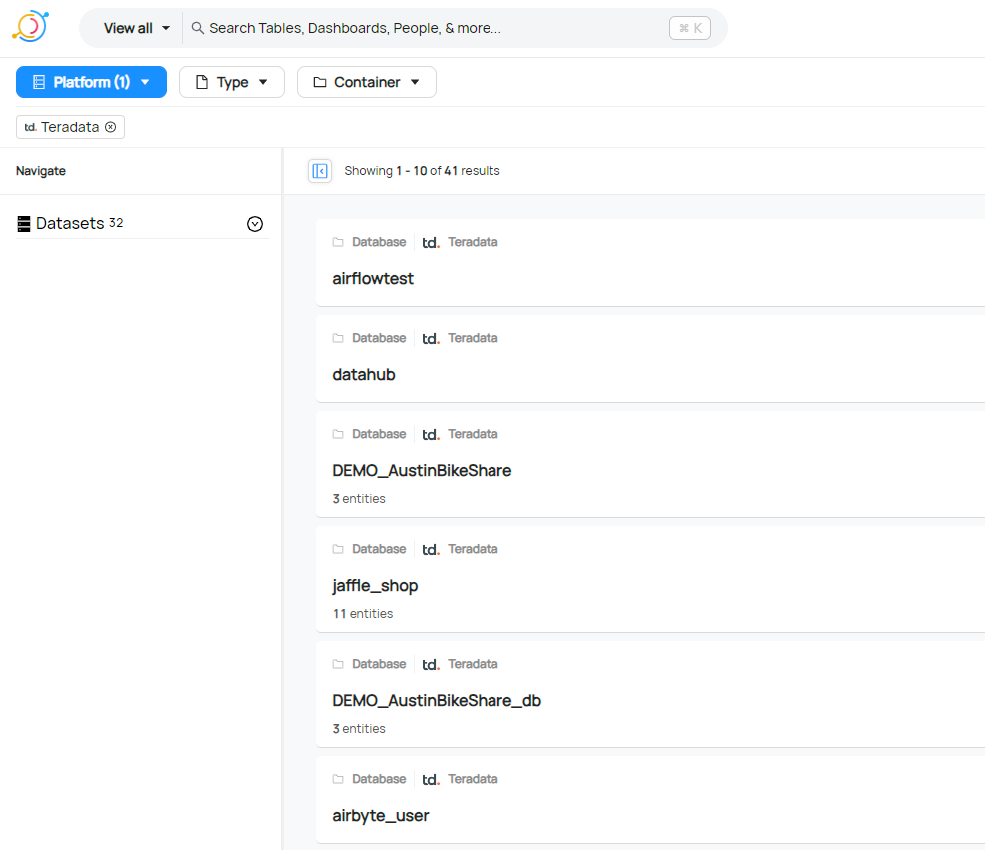 View all Search Tables, Dashboards, People, & more... ⌘ K
Platform (1) Type Container
td. Teradata
Navigate Showing 1 - 10 of 41 results
Datasets 32
Database td. Teradata
airflowtest
Database td. Teradata
datahub
Database td. Teradata
DEMO_AustinBikeShare
3 entities
Database td. Teradata
jaffle_shop
11 entities
Database td. Teradata
DEMO_AustinBikeShare_db
3 entities
Database td. Teradata
airbyte_user